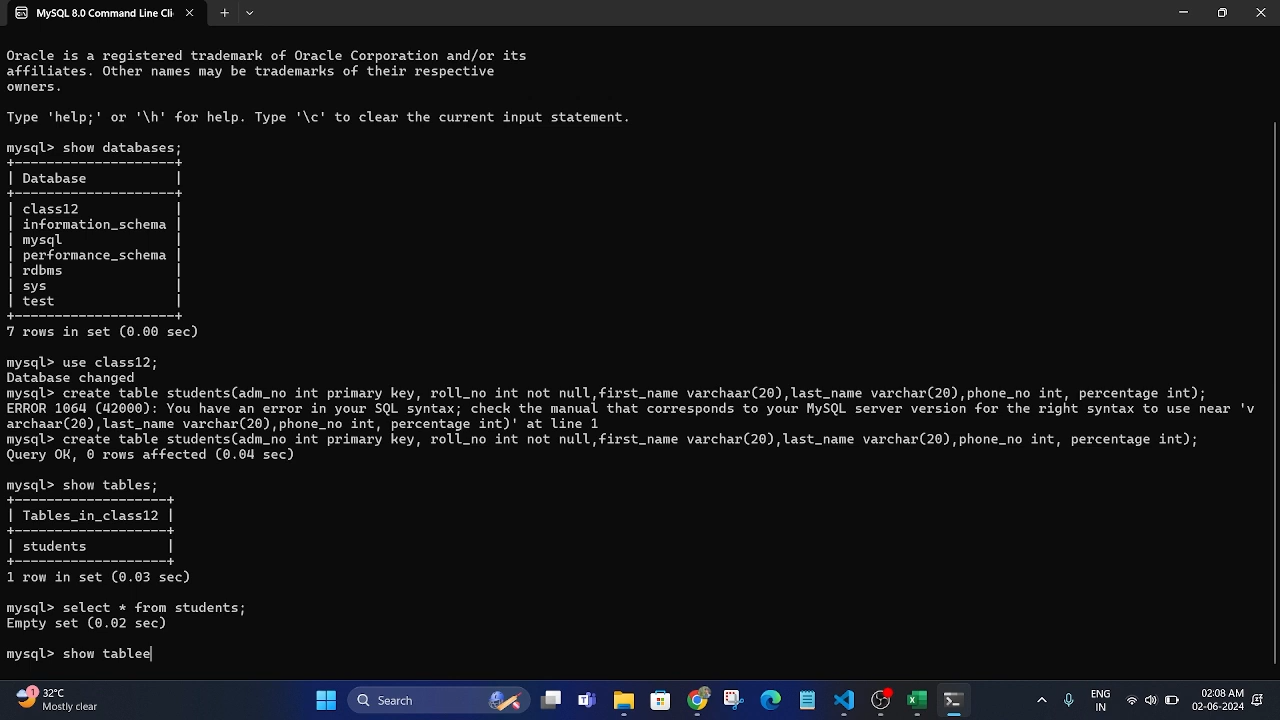 MySQL 8.0 Command Line Cli
Oracle is a registered trademark of Oracle Corporation and/or its
affiliates. Other names may be trademarks of their respective
owners.
Type 'help;' or '\h' for help. Type '\c' to clear the current input statement.
mysql> show databases;
+--------------------+
| Database           |
+--------------------+
| class12            |
| information_schema |
| mysql              |
| performance_schema |
| rdbms              |
| sys                |
| test               |
+--------------------+
7 rows in set (0.00 sec)
mysql> use class12;
Database changed
mysql> create table students(adm_no int primary key, roll_no int not null,first_name varchaar(20),last_name varchar(20),phone_no int, percentage int);
ERROR 1064 (42000): You have an error in your SQL syntax; check the manual that corresponds to your MySQL server version for the right syntax to use near 'v
archaar(20),last_name varchar(20),phone_no int, percentage int)' at line 1
mysql> create table students(adm_no int primary key, roll_no int not null,first_name varchar(20),last_name varchar(20),phone_no int, percentage int);
Query OK, 0 rows affected (0.04 sec)
mysql> show tables;
+-------------------+
| Tables_in_class12 |
+-------------------+
| students          |
+-------------------+
1 row in set (0.03 sec)
mysql> select * from students;
Empty set (0.02 sec)
mysql> show tablee
1
32°C
Mostly clear
Search
ENG
IN
02:08 AM
02-06-2024